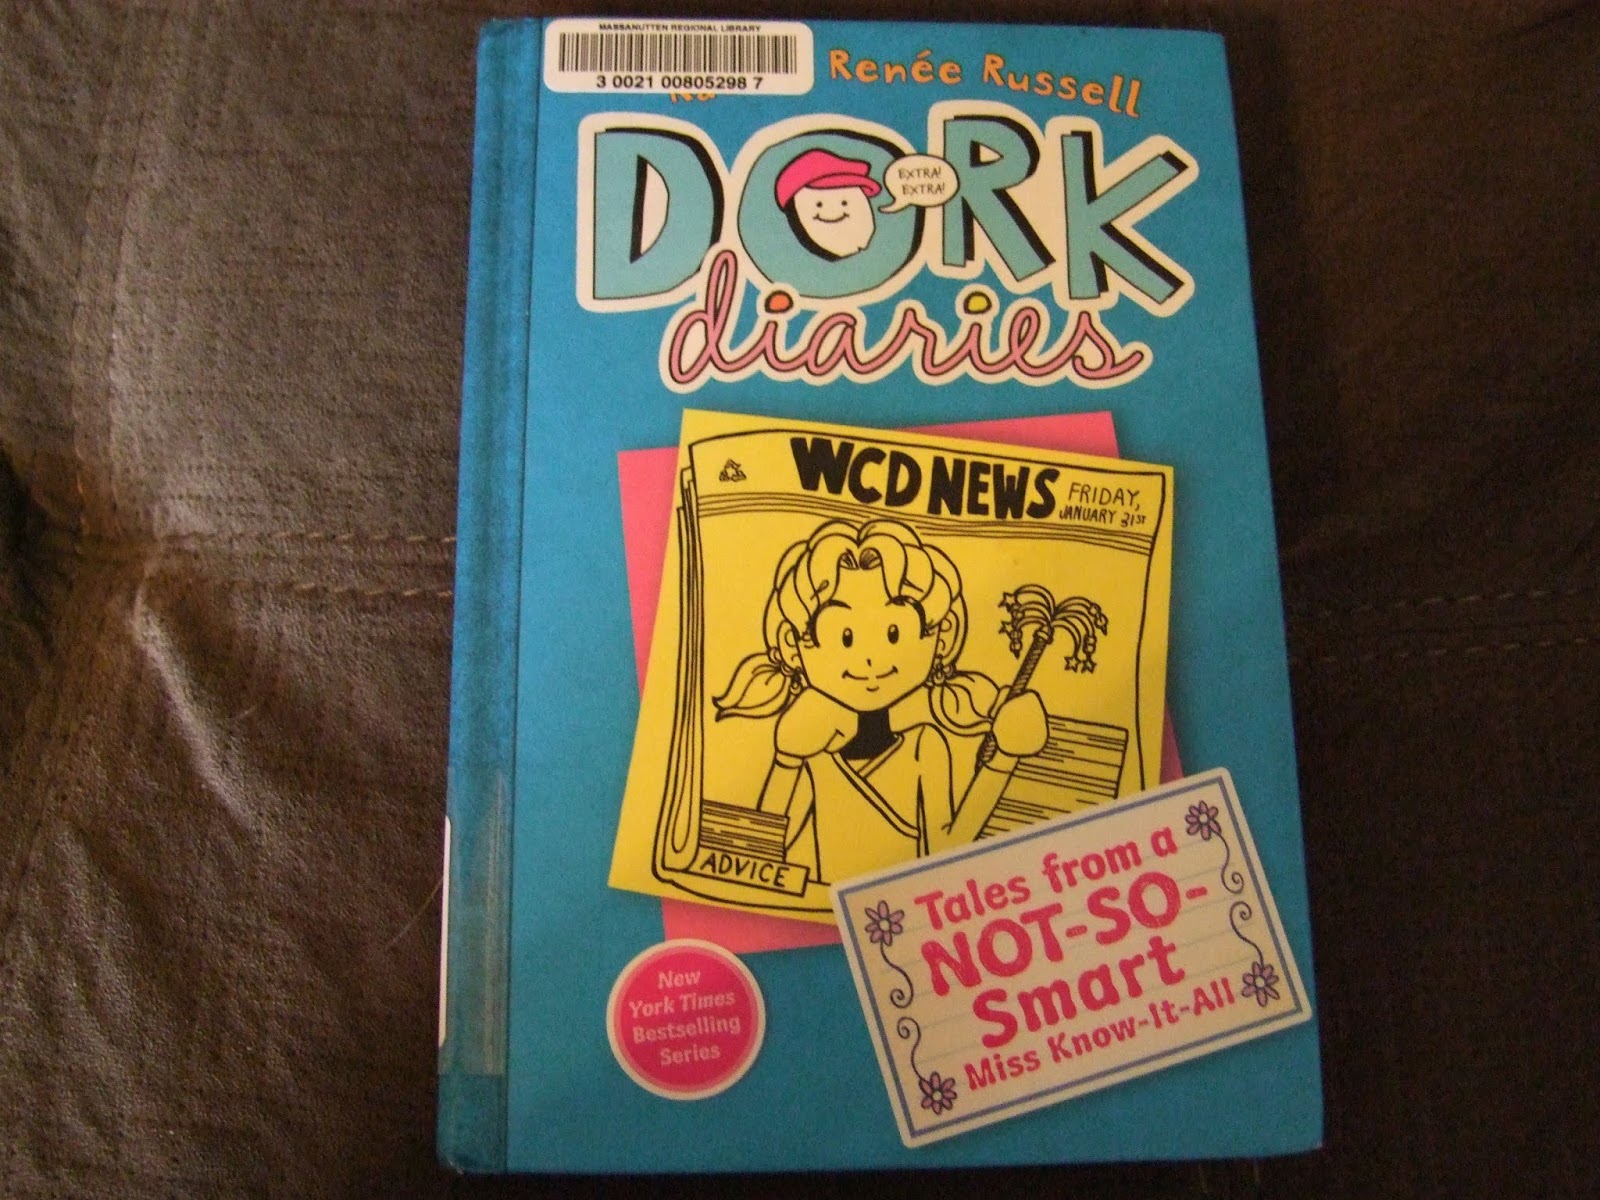 MASSANUTTEN REGIONAL LIBRARY
3 0021 00805298 7
Renée Russell
DORK
EXTRA!
EXTRA!
diaries
WCD NEWS
FRIDAY,
JANUARY 31ST
ADVICE
Tales from a
NOT-SO-
Smart
Miss Know-It-All
New
York Times
Bestselling
Series